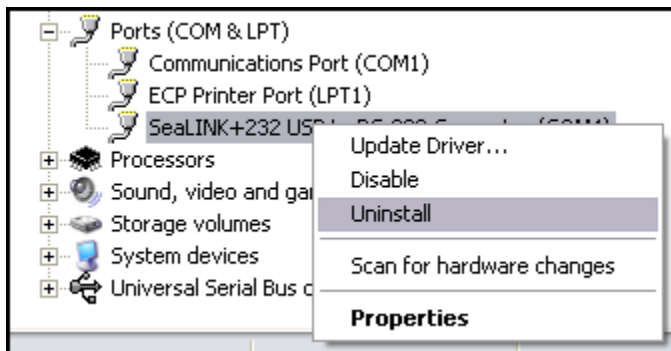 Ports (COM & LPT)
Communications Port (COM1)
ECP Printer Port (LPT1)
SeaLINK+232 USB
Processors
Sound, video and
Storage volumes
System devices
Universal Serial Bus
Update Driver...
Disable
Uninstall
Scan for hardware changes
Properties